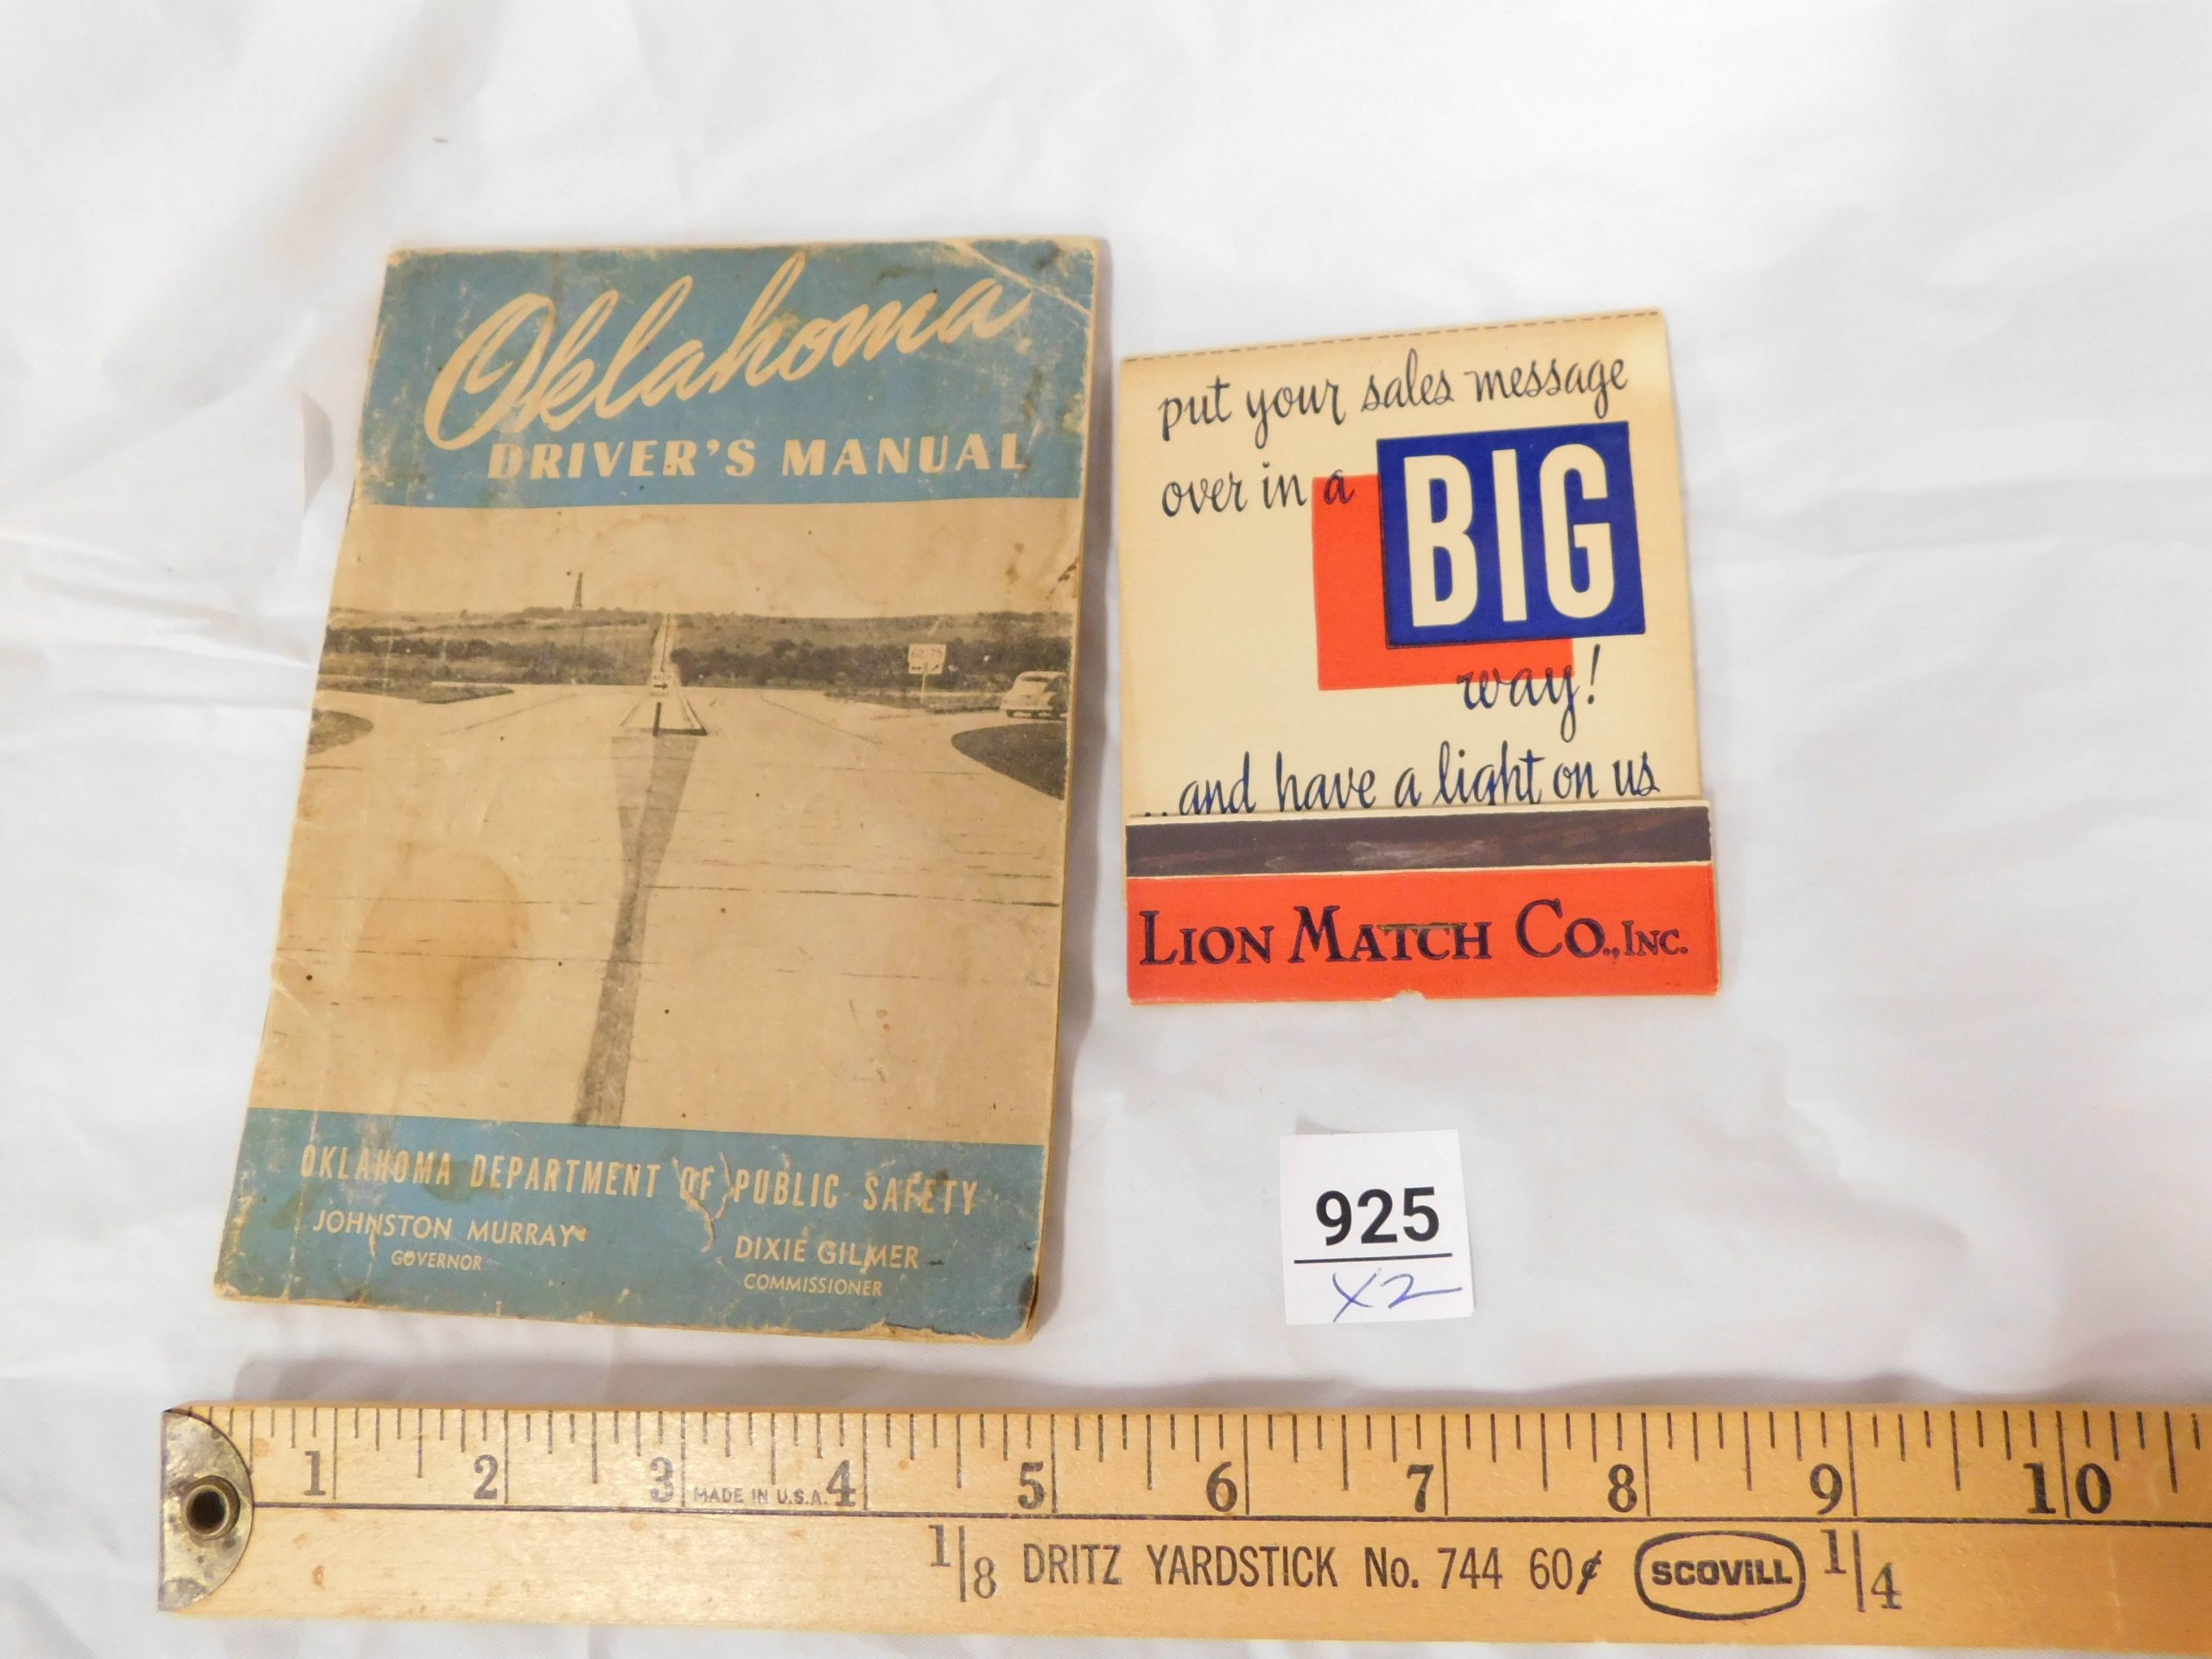 Oklahoma
DRIVER'S MANUAL
62 75
OKLAHOMA DEPARTMENT OF PUBLIC SAFETY
JOHNSTON MURRAY
GOVERNOR
DIXIE GILMER
COMMISSIONER
put your sales message
over in a BIG
way!
..and have a light on us
LION MATCH CO., INC.
925
X2
1 2 3 MADE IN U.S.A. 4 5 6 7 8 9 10
1/8 DRITZ YARDSTICK No. 744 60¢ SCOVILL 1/4